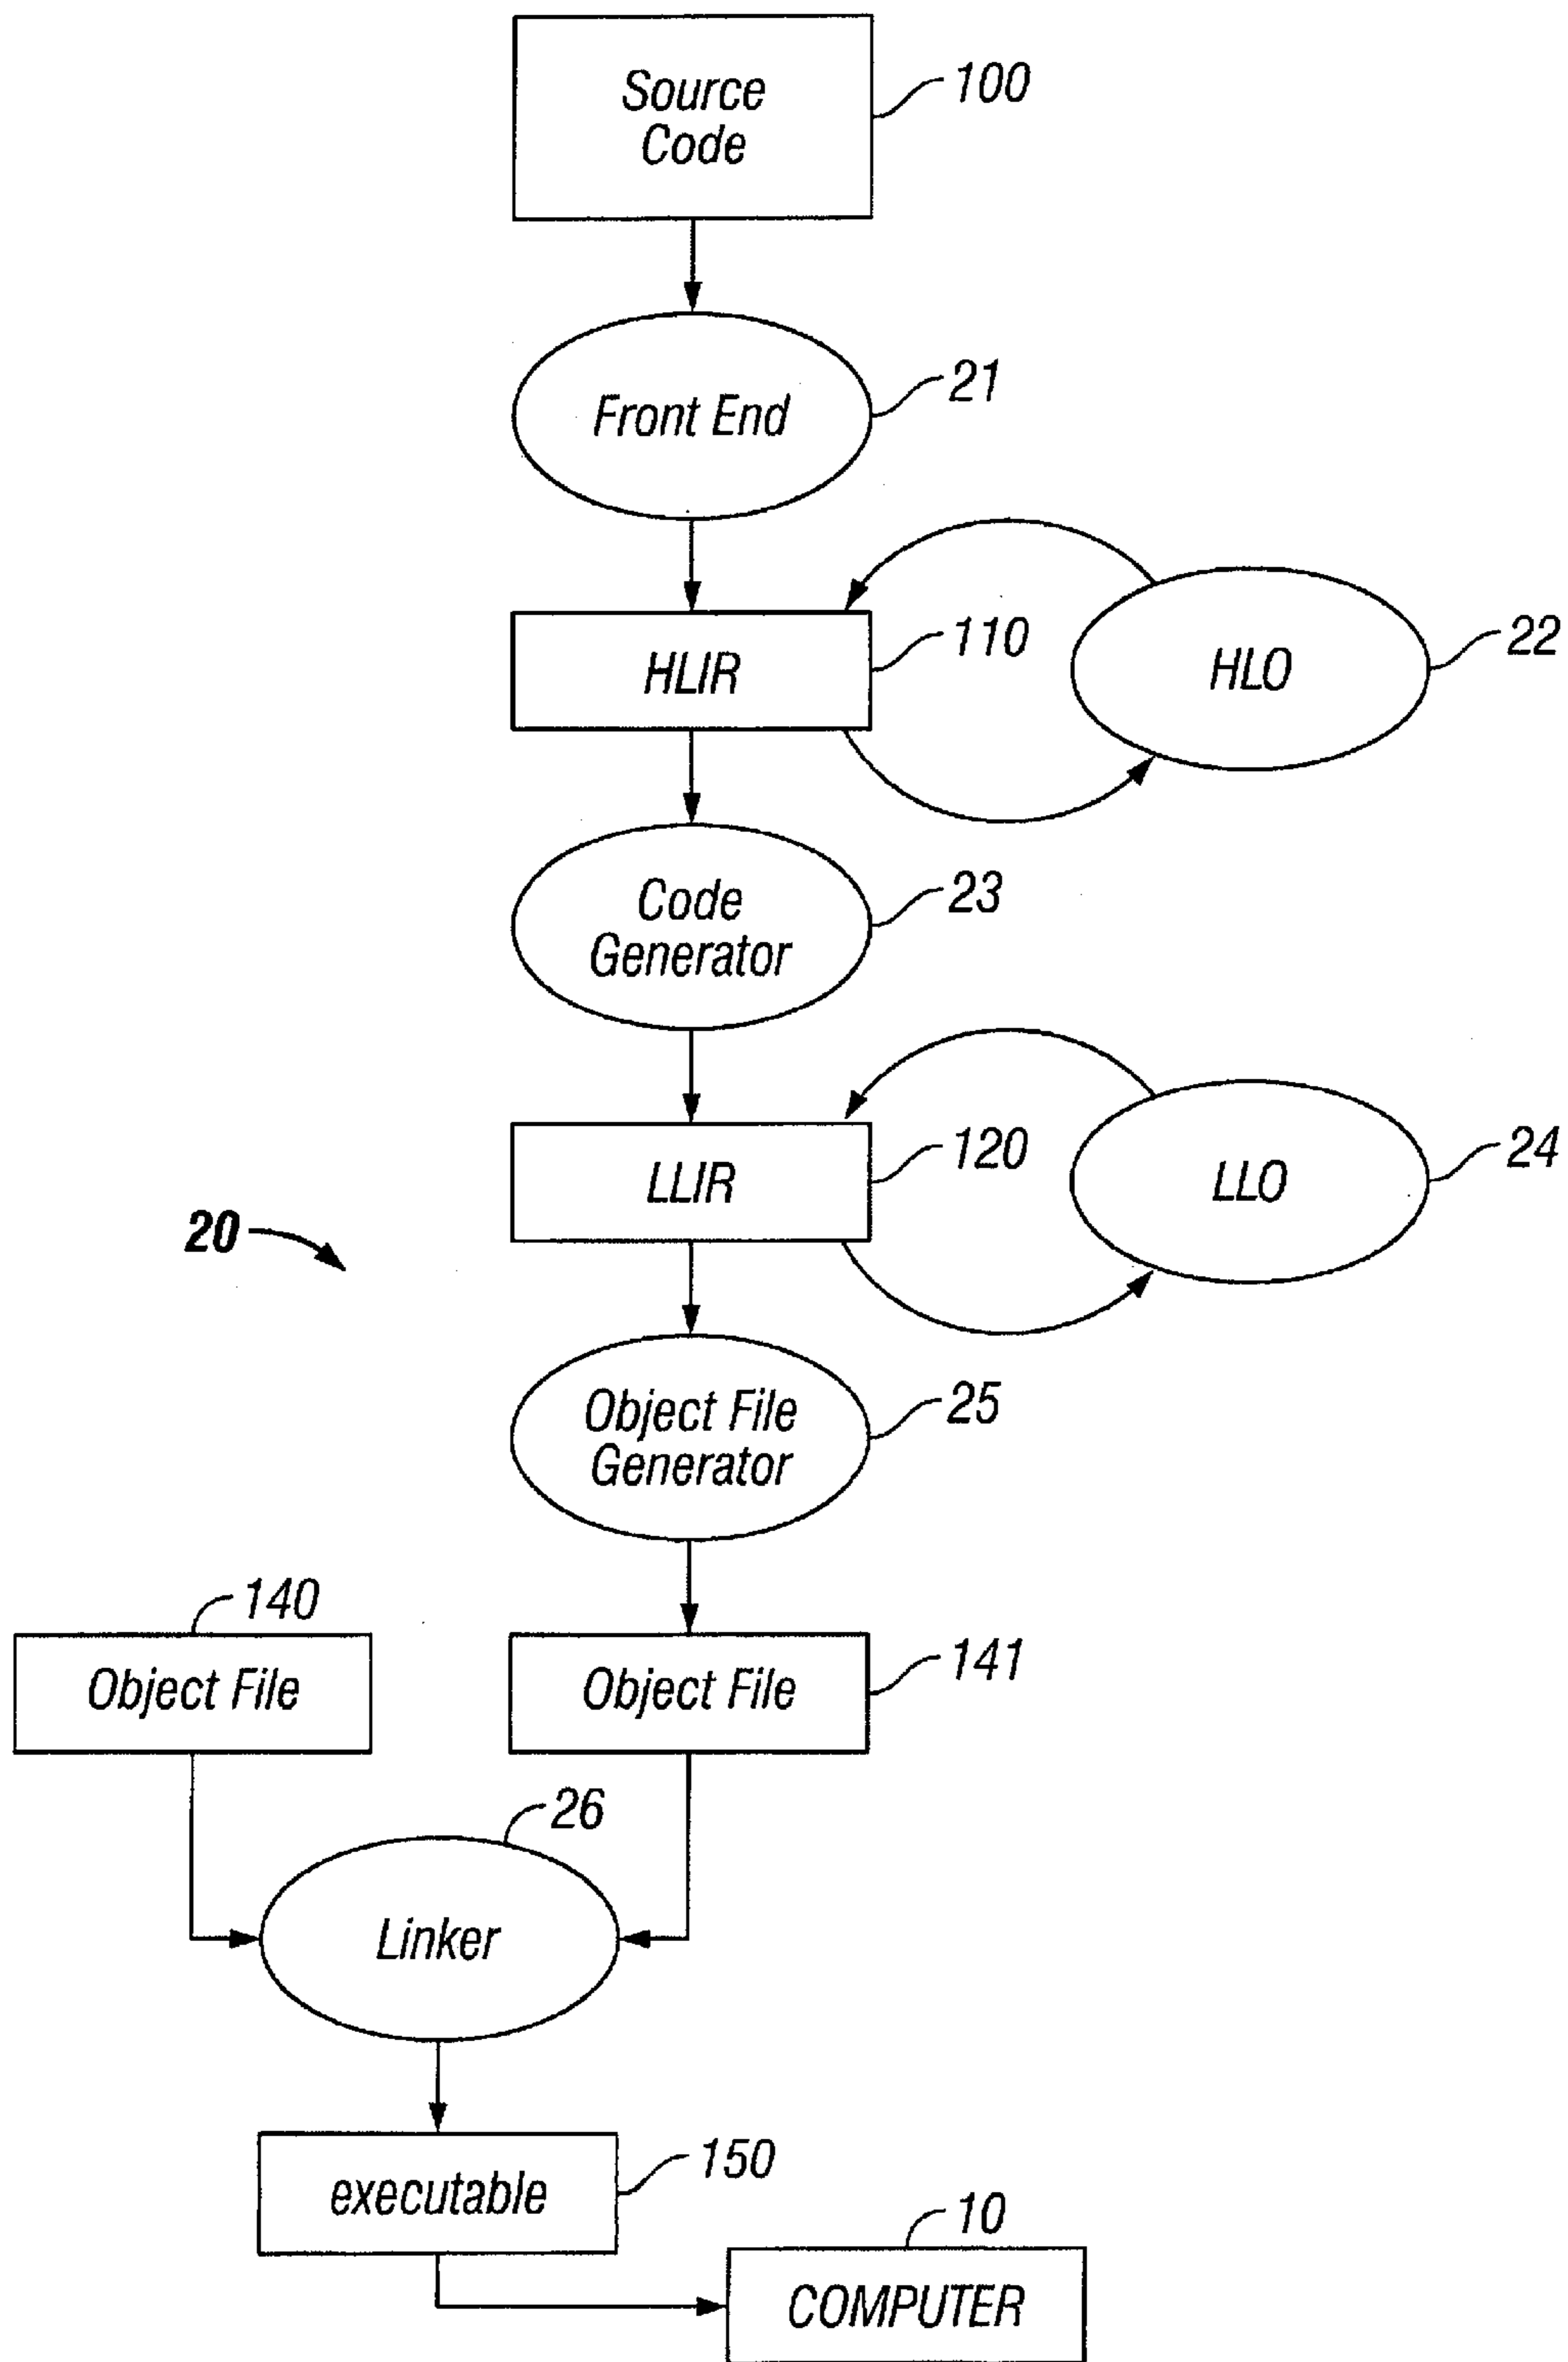 Source
Code
100
Front End
21
HLIR
110
HLO
22
Code
Generator
23
LLIR
120
LLO
24
20
Object File
Generator
25
140
Object File
Object File
141
26
Linker
executable
150
10
COMPUTER